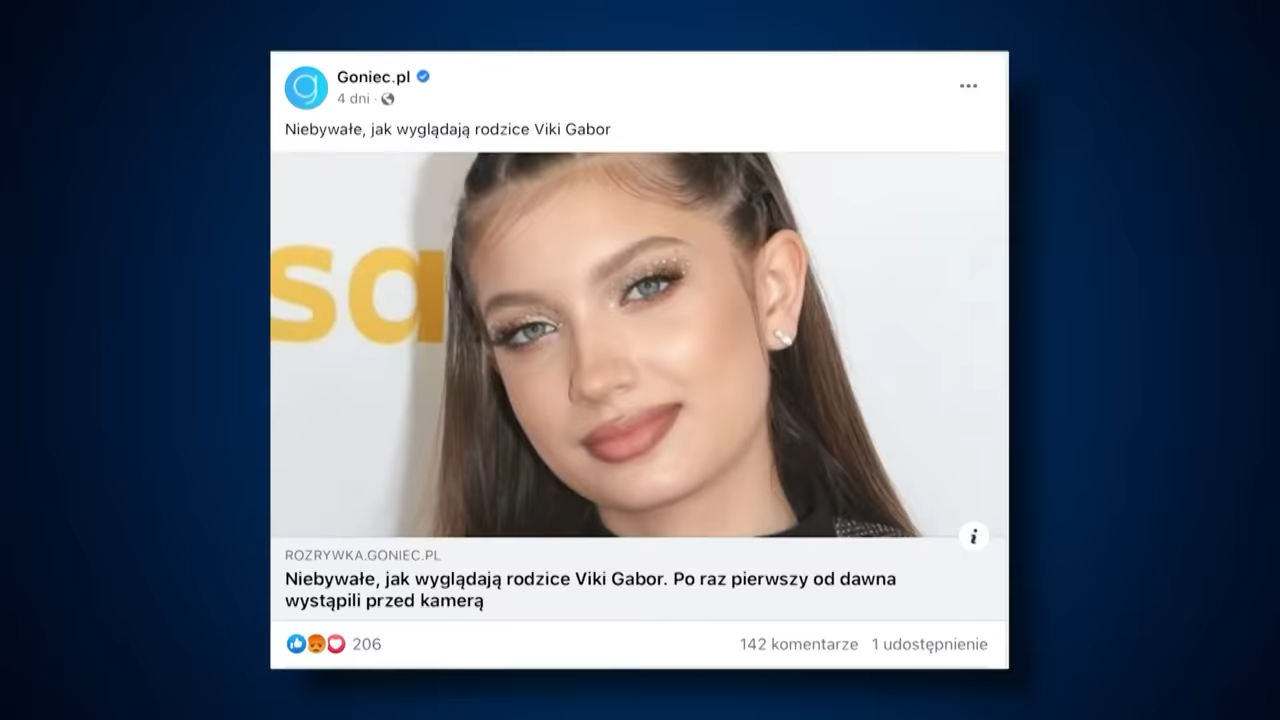 Goniec.pl
4 dni ·
Niebywałe, jak wyglądają rodzice Viki Gabor
sa
ROZRYWKA.GONIEC.PL
Niebywałe, jak wyglądają rodzice Viki Gabor. Po raz pierwszy od dawna
wystąpili przed kamerą
206 142 komentarze 1 udostępnienie